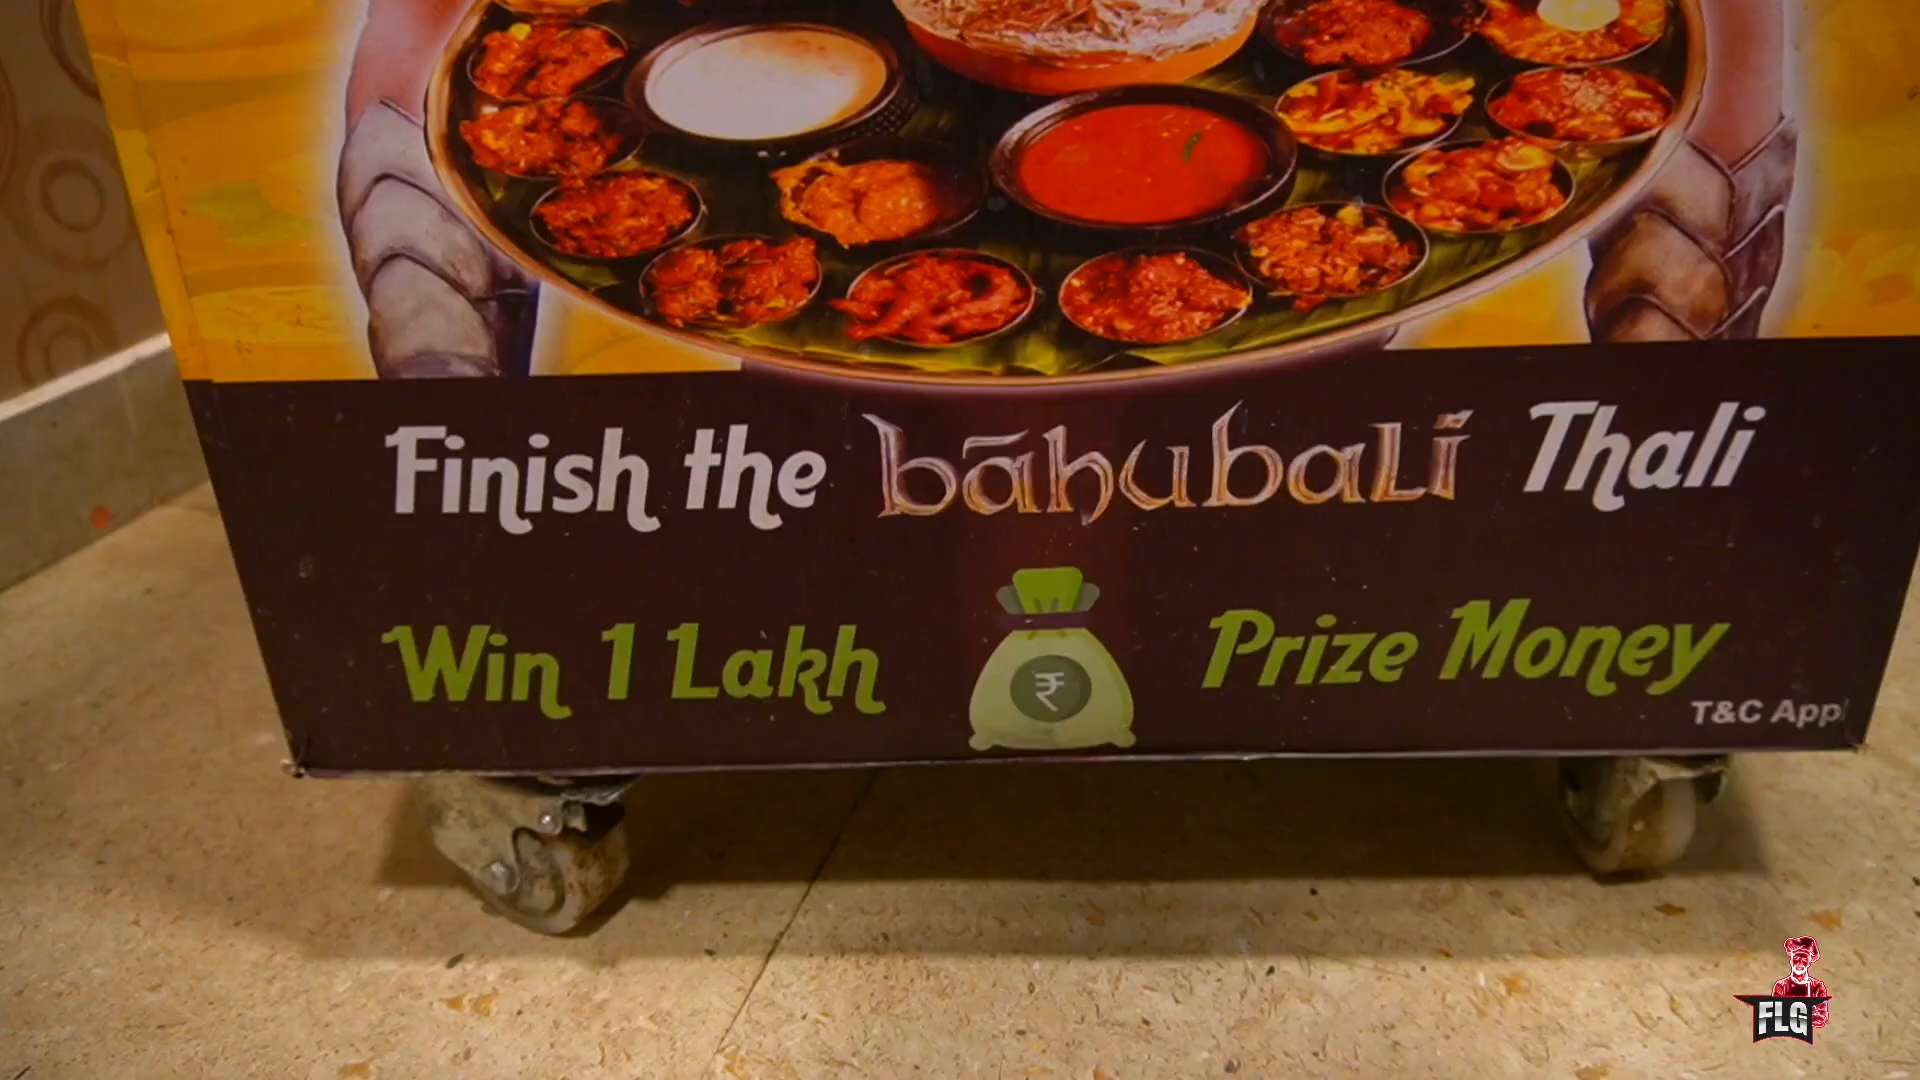 Finish the bāhubali Thali
Win 1 Lakh ₹ Prize Money
T&C Appl
FLG